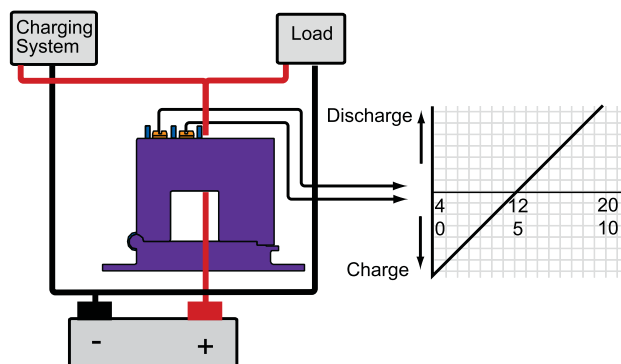 Charging
System
Load
Discharge
4 12 20
0 5 10
Charge
- +